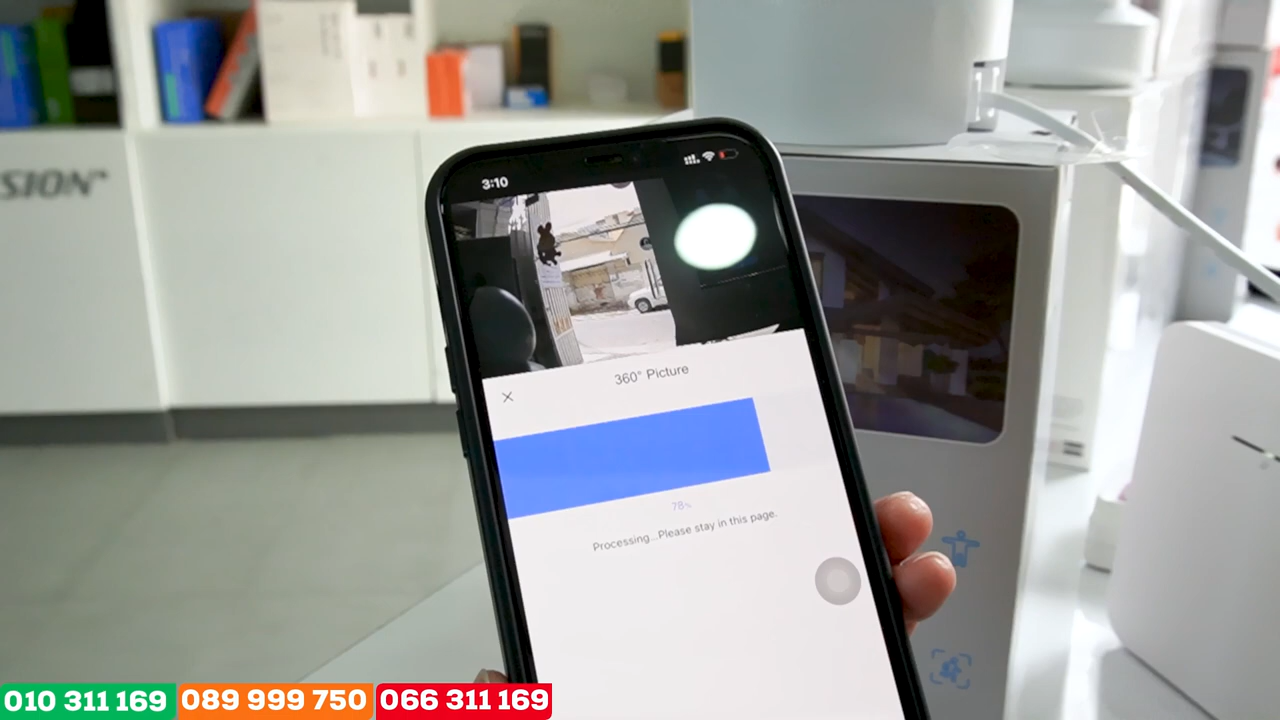 SION
3:10
360° Picture
78%
Processing...Please stay in this page.
010 311 169
089 999 750
066 311 169